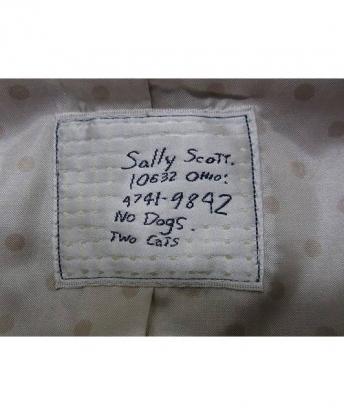 Sally Scott.
10632 Ohio:
4741-9842
No Dogs.
Two Cats